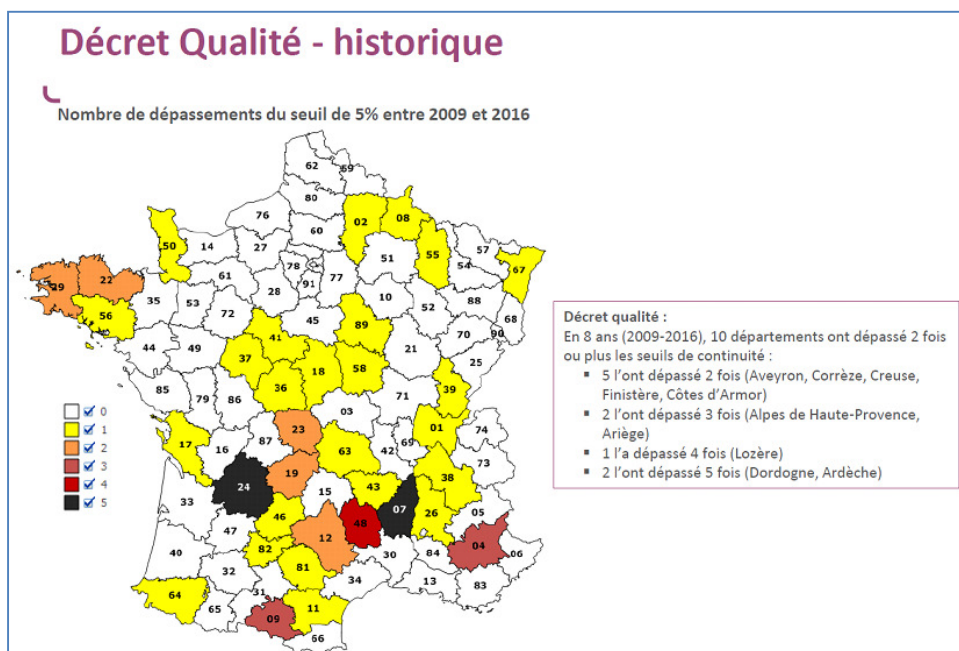 Décret Qualité - historique
Nombre de dépassements du seuil de 5% entre 2009 et 2016
62 59
80
76 02 08
60
50 14 27 51 55 57
78 77 54 67
29 22 61 91
35 53 28 10 52 88 68
56 72 45
89 70 90
44 49 41 21 25
37 18 58
36 39
85 79 86 71
03
23 01 74
17 16 87 63 42 69
19 73
24 15 43 38
33 07
46 48 26 05
47 12
82 30 84 04 06
40 32 81
34 13 83
64 31 11
65 09
66
0
1
2
3
4
5
Décret qualité :
En 8 ans (2009-2016), 10 départements ont dépassé 2 fois
ou plus les seuils de continuité :
▪ 5 l'ont dépassé 2 fois (Aveyron, Corrèze, Creuse,
Finistère, Côtes d'Armor)
▪ 2 l'ont dépassé 3 fois (Alpes de Haute-Provence,
Ariège)
▪ 1 l'a dépassé 4 fois (Lozère)
▪ 2 l'ont dépassé 5 fois (Dordogne, Ardèche)